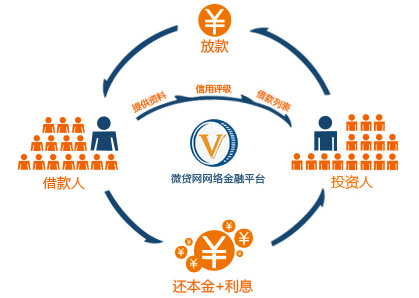 放款
提供资料
信用评级
借款列表
微贷网网络金融平台
借款人
投资人
还本金+利息